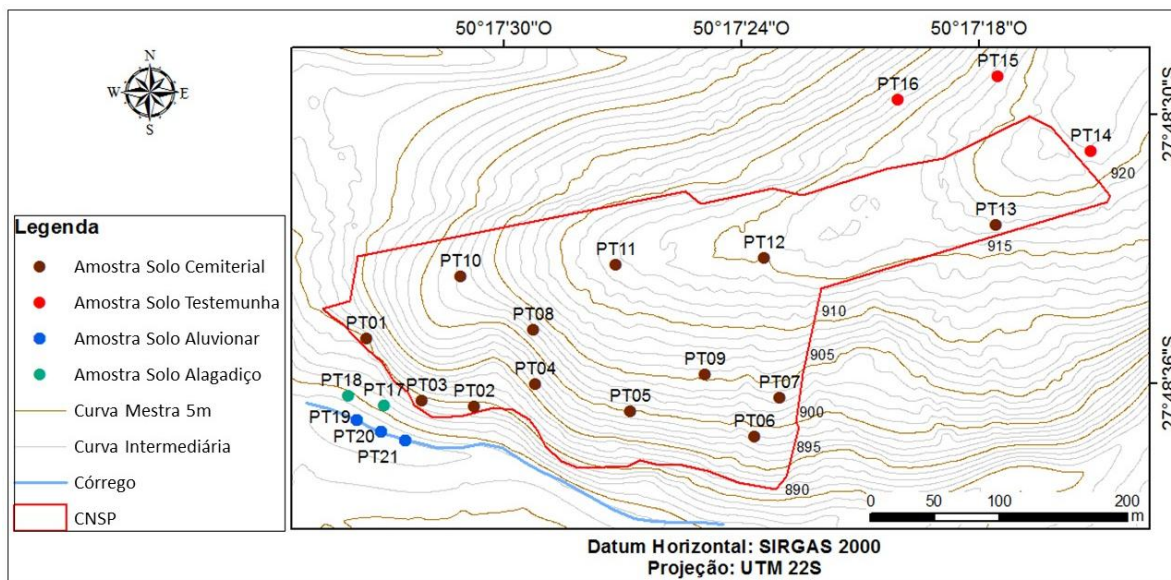 50°17'30"O
50°17'24"O
50°17'18"O
N
W
E
S
PT15
PT16
27°48'30"S
PT14
920
Legenda
PT13
915
PT12
PT11
PT10
Amostra Solo Cemiterial
Amostra Solo Testemunha
Amostra Solo Aluvionar
Amostra Solo Alagadiço
Curva Mestra 5m
Curva Intermediária
Córrego
CNSP
910
PT08
PT01
905
PT09
PT04
PT07
27°48'36"S
PT18
PT17
PT03
PT02
PT05
900
PT19
PT06
PT20
895
PT21
890
0 50 100 200
m
Datum Horizontal: SIRGAS 2000
Projeção: UTM 22S